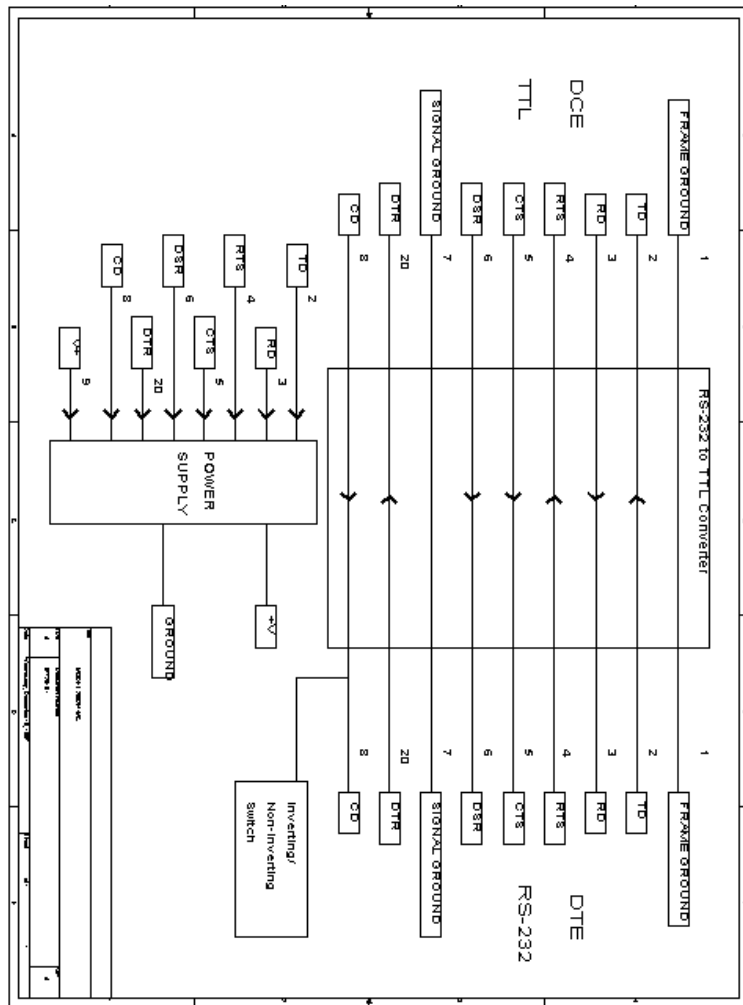 DCE
TTL
FRAME GROUND
TD
RD
RTS
CTS
DSR
SIGNAL GROUND
DTR
CD
1
2
3
4
5
6
7
20
8
RS-232 to TTL Converter
1
2
3
4
5
6
7
20
8
FRAME GROUND
TD
RD
RTS
CTS
DSR
SIGNAL GROUND
DTR
CD
DTE
RS-232
TD
RD
RTS
CTS
DSR
DTR
CD
V+
2
3
4
5
6
20
8
9
POWER
SUPPLY
+V
GROUND
Inverting/
Non-Inverting
Switch